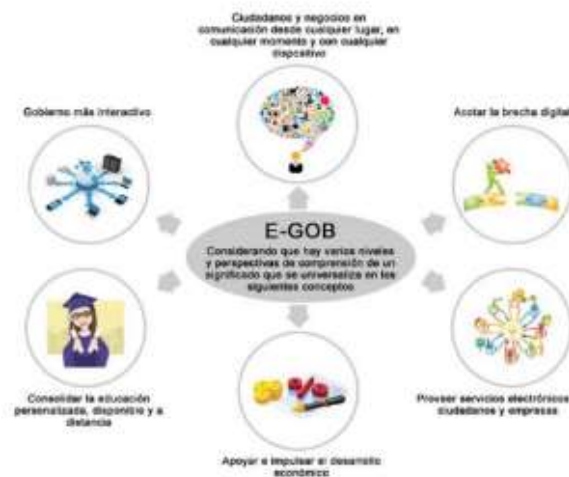 Ciudadanos y negocios en
comunicación desde cualquier lugar, en
cualquier momento y con cualquier
dispositivo
Gobierno más interactivo
Acotar la brecha digital
E-GOB
Considerando que hay varios niveles
y perspectivas de comprensión de un
significado que se universaliza en los
siguientes conceptos
Consolidar la educación
personalizada, disponible y a
distancia
Proveer servicios electrónicos
ciudadanos y empresas
Apoyar e impulsar el desarrollo
económico